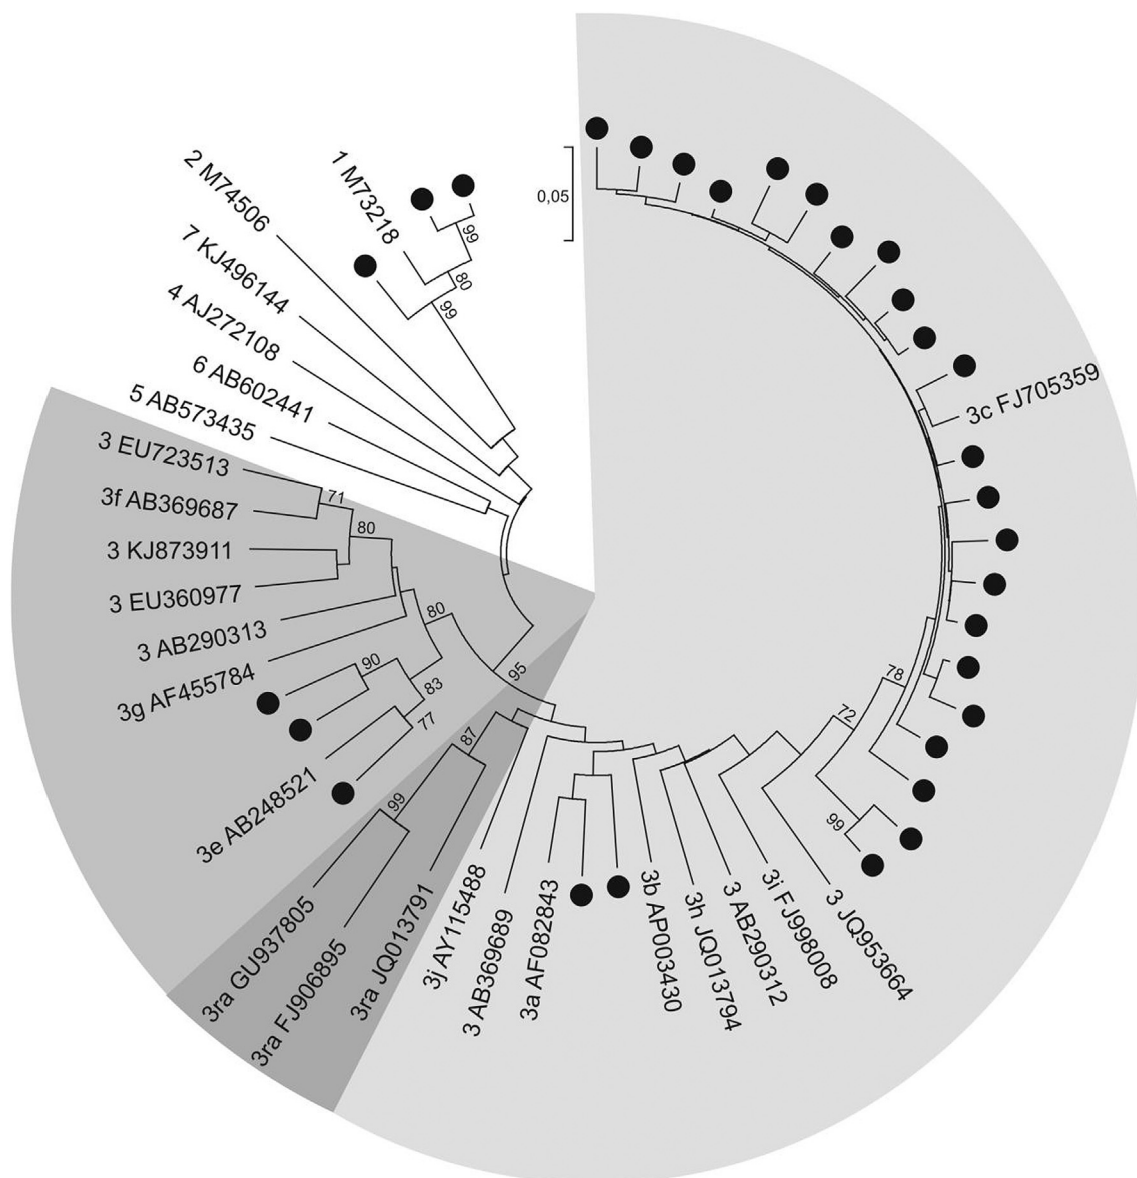 0,05
1 M73218
99
80
99
2 M74506
7 KJ496144
4 AJ272108
6 AB602441
5 AB573435
3 EU723513
71
3f AB369687
80
3 KJ873911
3 EU360977
3 AB290313
80
3g AF455784
90
83
77
95
3e AB248521
87
99
3ra GU937805
3ra FJ906895
3ra JQ013791
3j AY115488
3 AB369689
3a AF082843
3b AP003430
3h JQ013794
3 AB290312
3i FJ998008
3 JQ953664
99
72
78
3c FJ705359